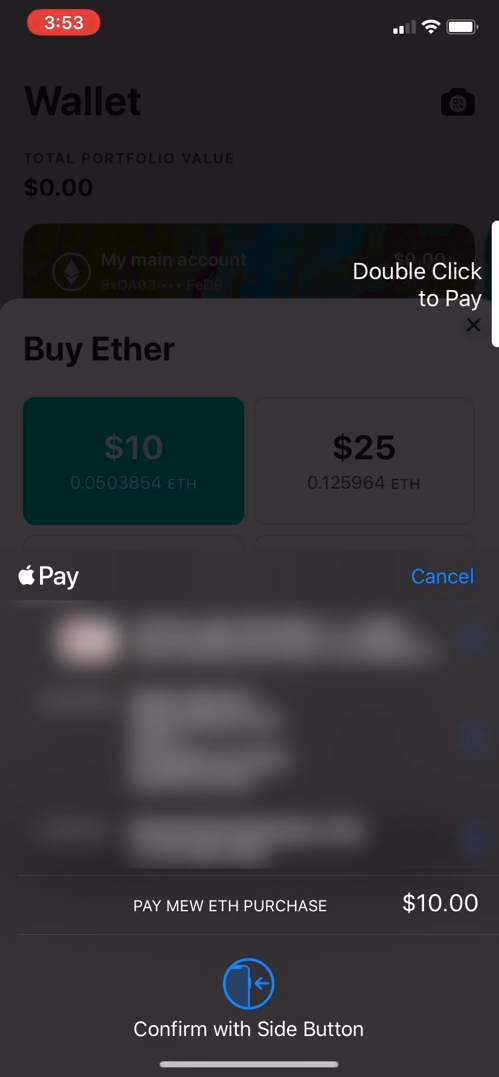 3:53
Wallet
TOTAL PORTFOLIO VALUE
$0.00
My main account
$0.00
0xDA03 ••• FeD0
Double Click
to Pay
Buy Ether
$10
0.0503854 ETH
$25
0.125964 ETH
Pay
Cancel
PAY MEW ETH PURCHASE
$10.00
Confirm with Side Button